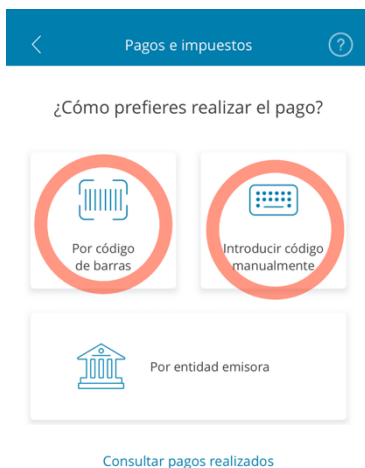 Pagos e impuestos
?
¿Cómo prefieres realizar el pago?
Por código
de barras
Introducir código
manualmente
Por entidad emisora
Consultar pagos realizados